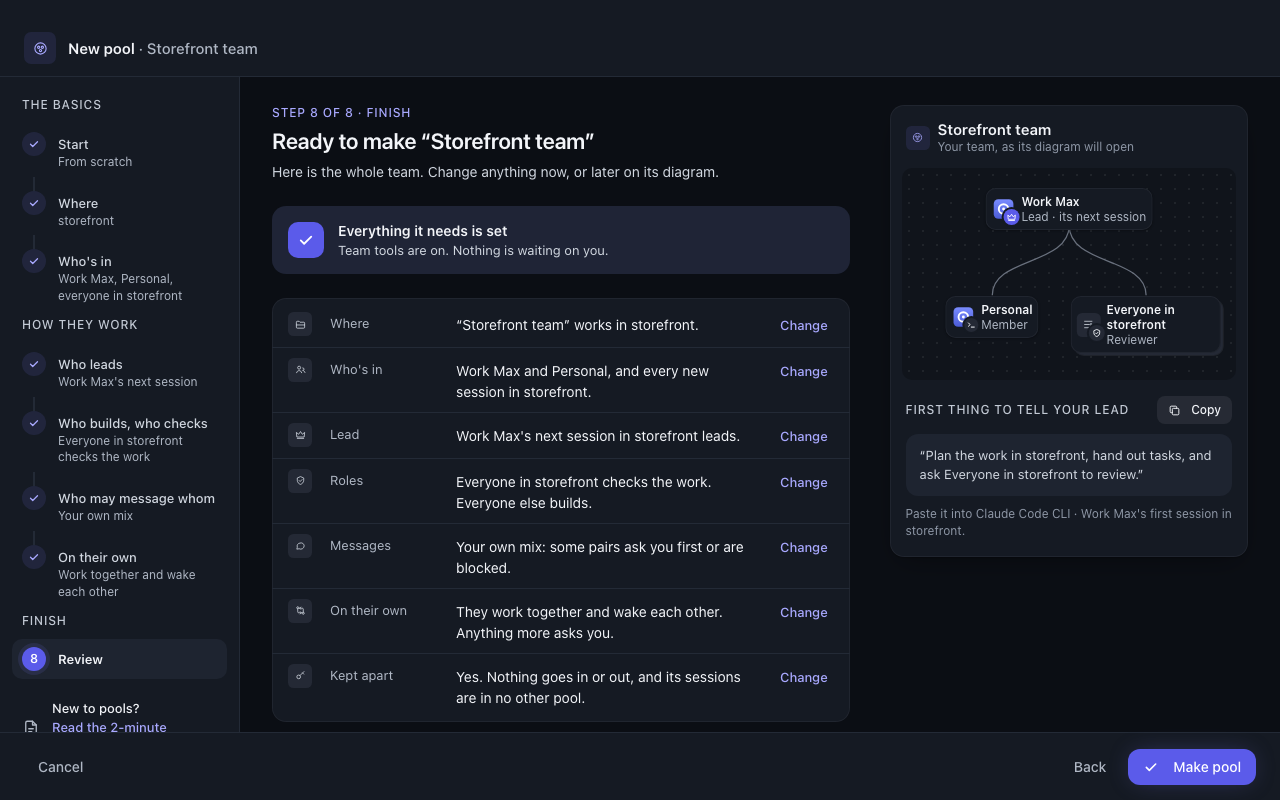 New pool · Storefront team
THE BASICS
Start
From scratch
Where
storefront
Who's in
Work Max, Personal,
everyone in storefront
HOW THEY WORK
Who leads
Work Max's next session
Who builds, who checks
Everyone in storefront
checks the work
Who may message whom
Your own mix
On their own
Work together and wake
each other
FINISH
8
Review
New to pools?
Read the 2-minute
STEP 8 OF 8 · FINISH
Ready to make “Storefront team”
Here is the whole team. Change anything now, or later on its diagram.
Everything it needs is set
Team tools are on. Nothing is waiting on you.
Where
“Storefront team” works in storefront.
Change
Who's in
Work Max and Personal, and every new
session in storefront.
Change
Lead
Work Max's next session in storefront leads.
Change
Roles
Everyone in storefront checks the work.
Everyone else builds.
Change
Messages
Your own mix: some pairs ask you first or are
blocked.
Change
On their own
They work together and wake each other.
Anything more asks you.
Change
Kept apart
Yes. Nothing goes in or out, and its sessions
are in no other pool.
Change
Storefront team
Your team, as its diagram will open
Work Max
Lead · its next session
Personal
Member
Everyone in
storefront
Reviewer
FIRST THING TO TELL YOUR LEAD
Copy
“Plan the work in storefront, hand out tasks, and
ask Everyone in storefront to review.”
Paste it into Claude Code CLI · Work Max's first session in
storefront.
Cancel
Back
Make pool